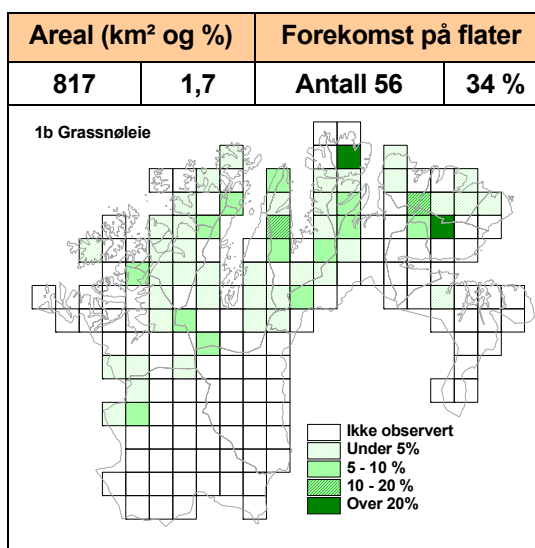 Areal (km² og %) Forekomst på flater
817 1,7 Antall 56 34 %
1b Grassnøleie
Ikke observert
Under 5%
5 - 10 %
10 - 20 %
Over 20%